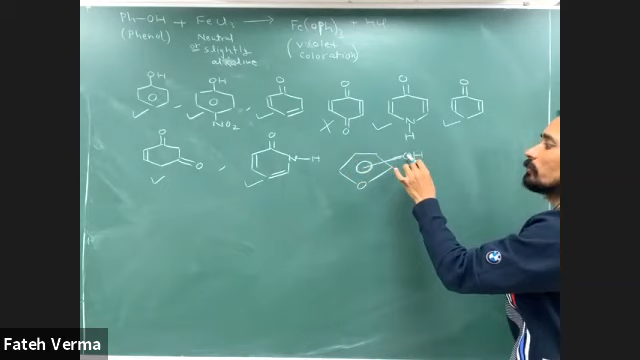 Ph-OH + FeCl3 → Fe(OPh)3 + HCl
(Phenol) Neutral (Violet
or slightly coloration)
alkaline
OH OH O O O O
NO2 O N
H
O O O OH
O N-H
O
Fateh Verma